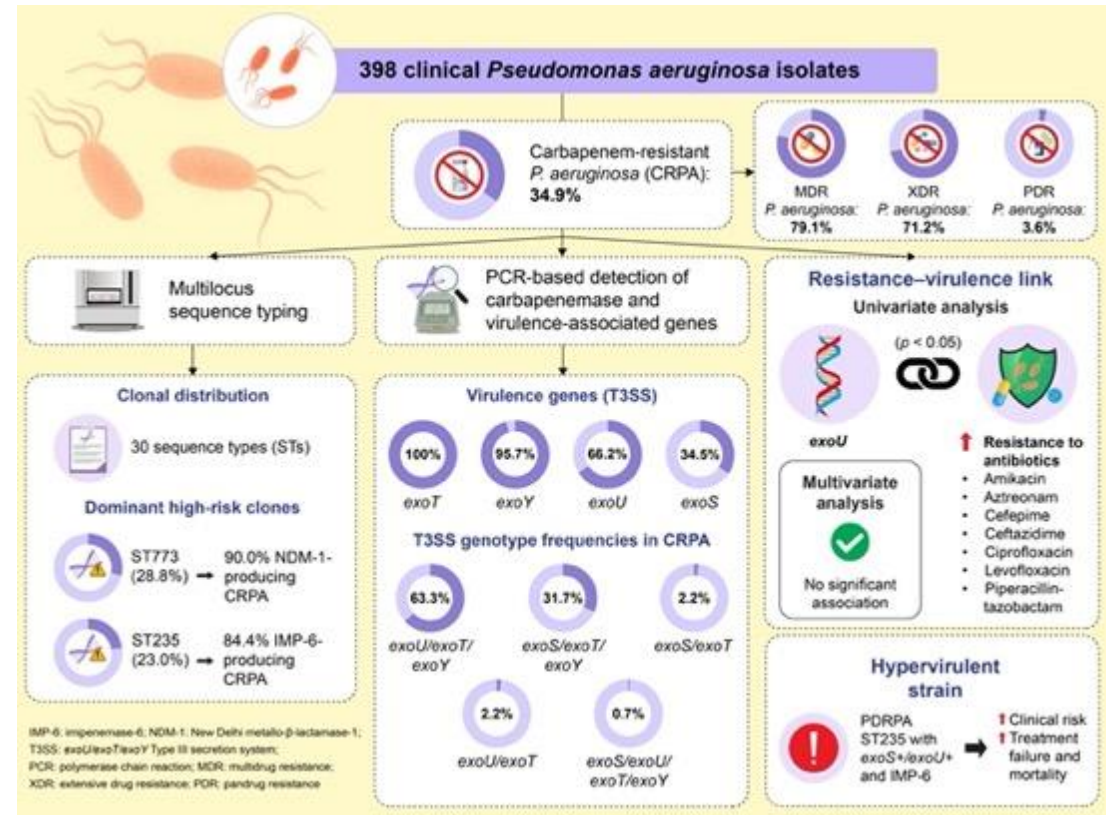 398 clinical Pseudomonas aeruginosa isolates
Carbapenem-resistant
P. aeruginosa (CRPA):
34.9%
MDR
P. aeruginosa:
79.1%
XDR
P. aeruginosa:
71.2%
PDR
P. aeruginosa:
3.6%
Multilocus
sequence typing
PCR-based detection of
carbapenemase and
virulence-associated genes
Clonal distribution
30 sequence types (STs)
Dominant high-risk clones
ST773
(28.8%)
90.0% NDM-1-
producing
CRPA
ST235
(23.0%)
84.4% IMP-6-
producing
CRPA
Virulence genes (T3SS)
100%
exoT
95.7%
exoY
66.2%
exoU
34.5%
exoS
T3SS genotype frequencies in CRPA
63.3%
exoU/exoT/
exoY
31.7%
exoS/exoT/
exoY
2.2%
exoS/exoT
2.2%
exoU/exoT
0.7%
exoS/exoU/
exoT/exoY
Resistance–virulence link
Univariate analysis
(p < 0.05)
exoU
Resistance to
antibiotics
• Amikacin
• Aztreonam
• Cefepime
• Ceftazidime
• Ciprofloxacin
• Levofloxacin
• Piperacillin-
tazobactam
Multivariate
analysis
No significant
association
Hypervirulent
strain
PDRPA
ST235 with
exoS+/exoU+
and IMP-6
Clinical risk
Treatment
failure and
mortality
IMP-6: imipenemase-6; NDM-1: New Delhi metallo-β-lactamase-1;
T3SS: exoU/exoT/exoY Type III secretion system;
PCR: polymerase chain reaction; MDR: multidrug resistance;
XDR: extensive drug resistance; PDR: pandrug resistance